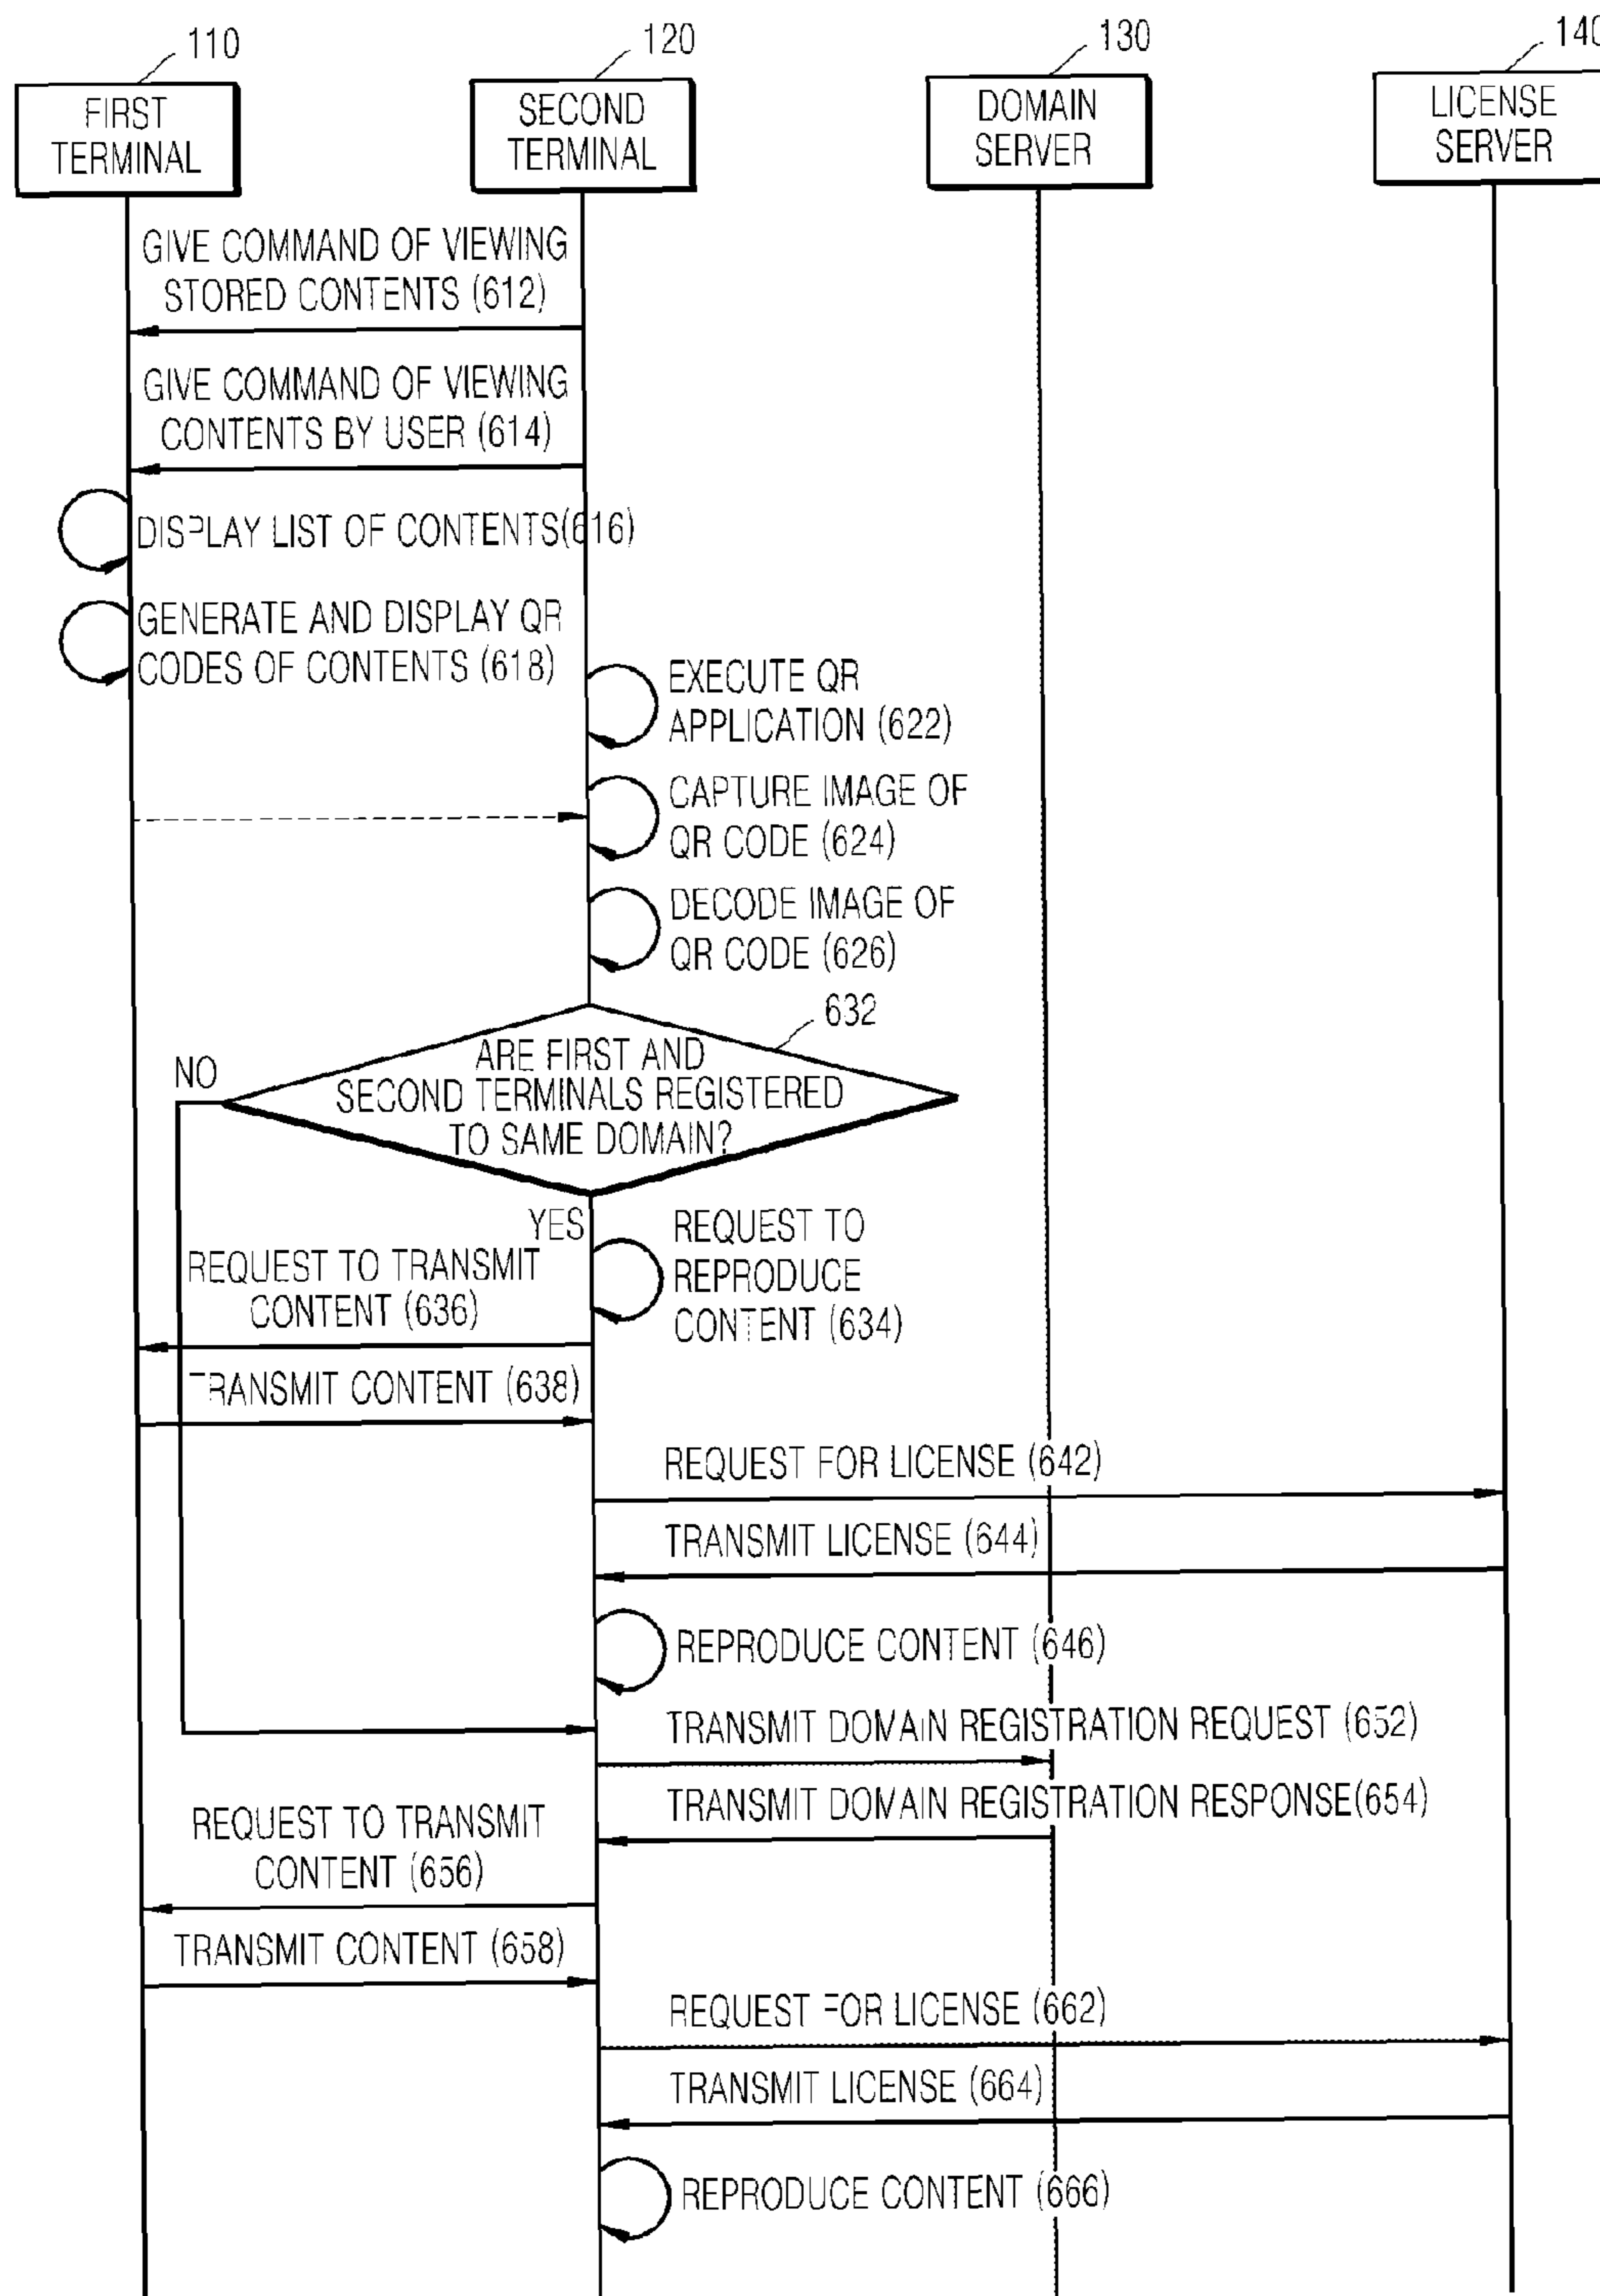 110
120
130
140
FIRST
TERMINAL
SECOND
TERMINAL
DOMAIN
SERVER
LICENSE
SERVER
GIVE COMMAND OF VIEWING
STORED CONTENTS (612)
GIVE COMMAND OF VIEWING
CONTENTS BY USER (614)
DISPLAY LIST OF CONTENTS(616)
GENERATE AND DISPLAY QR
CODES OF CONTENTS (618)
EXECUTE QR
APPLICATION (622)
CAPTURE IMAGE OF
QR CODE (624)
DECODE IMAGE OF
QR CODE (626)
632
ARE FIRST AND
SECOND TERMINALS REGISTERED
TO SAME DOMAIN?
NO
YES
REQUEST TO
REPRODUCE
CONTENT (634)
REQUEST TO TRANSMIT
CONTENT (636)
TRANSMIT CONTENT (638)
REQUEST FOR LICENSE (642)
TRANSMIT LICENSE (644)
REPRODUCE CONTENT (646)
TRANSMIT DOMAIN REGISTRATION REQUEST (652)
TRANSMIT DOMAIN REGISTRATION RESPONSE(654)
REQUEST TO TRANSMIT
CONTENT (656)
TRANSMIT CONTENT (658)
REQUEST FOR LICENSE (662)
TRANSMIT LICENSE (664)
REPRODUCE CONTENT (666)